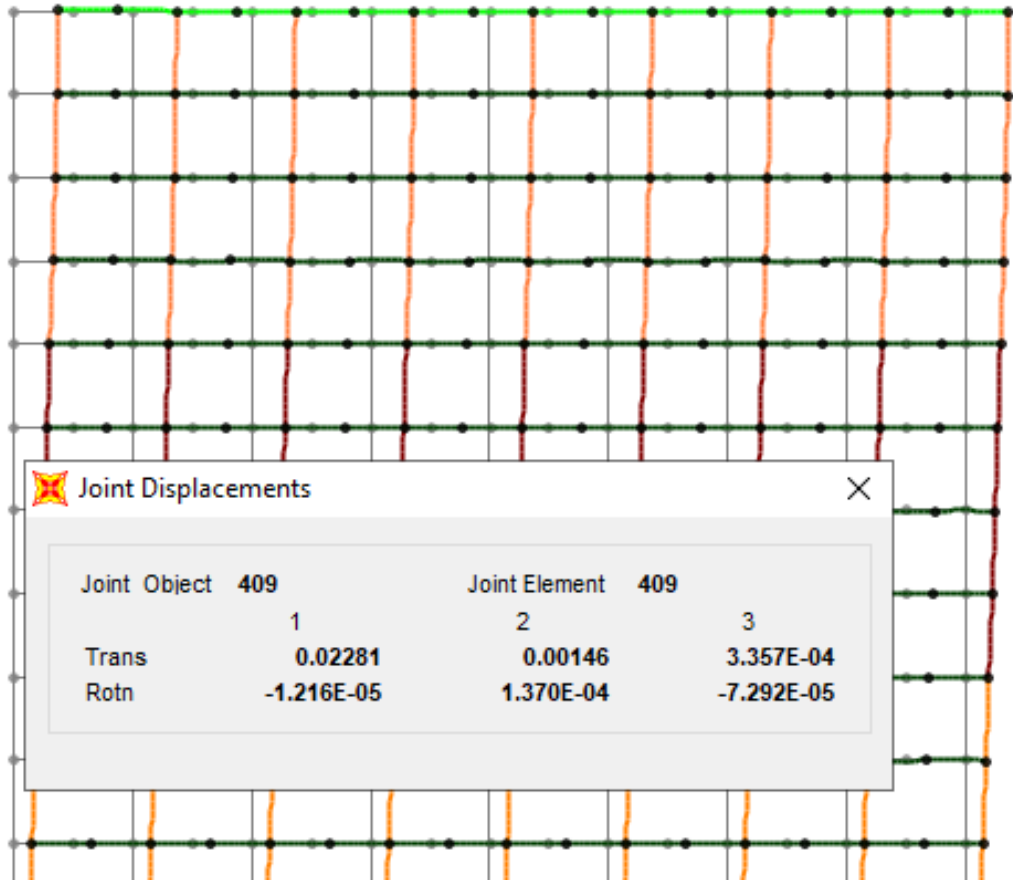 Joint Displacements
Joint Object 409 Joint Element 409
1 2 3
Trans 0.02281 0.00146 3.357E-04
Rotn -1.216E-05 1.370E-04 -7.292E-05